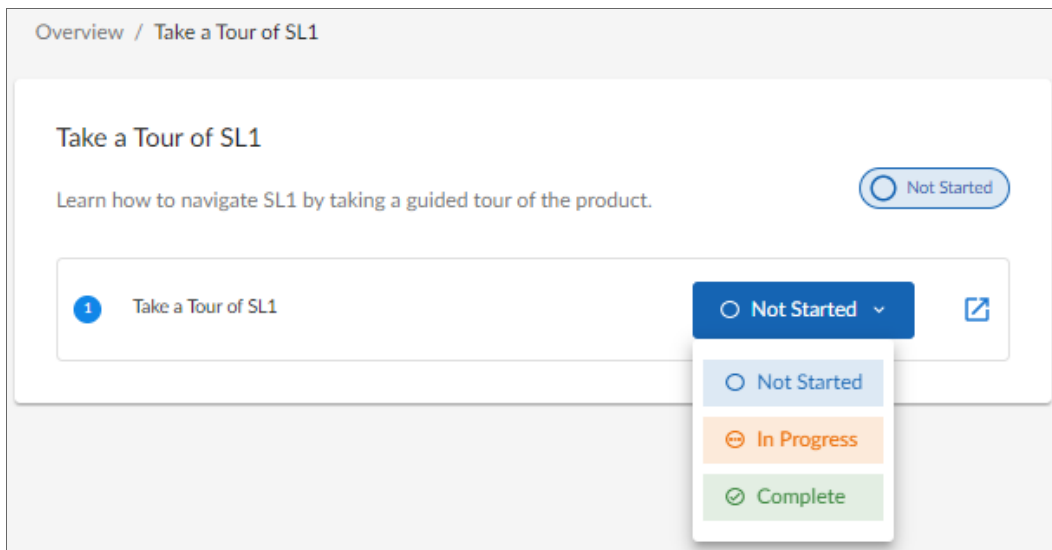 Overview / Take a Tour of SL1
Take a Tour of SL1
Learn how to navigate SL1 by taking a guided tour of the product.
Not Started
1 Take a Tour of SL1 Not Started
Not Started
In Progress
Complete